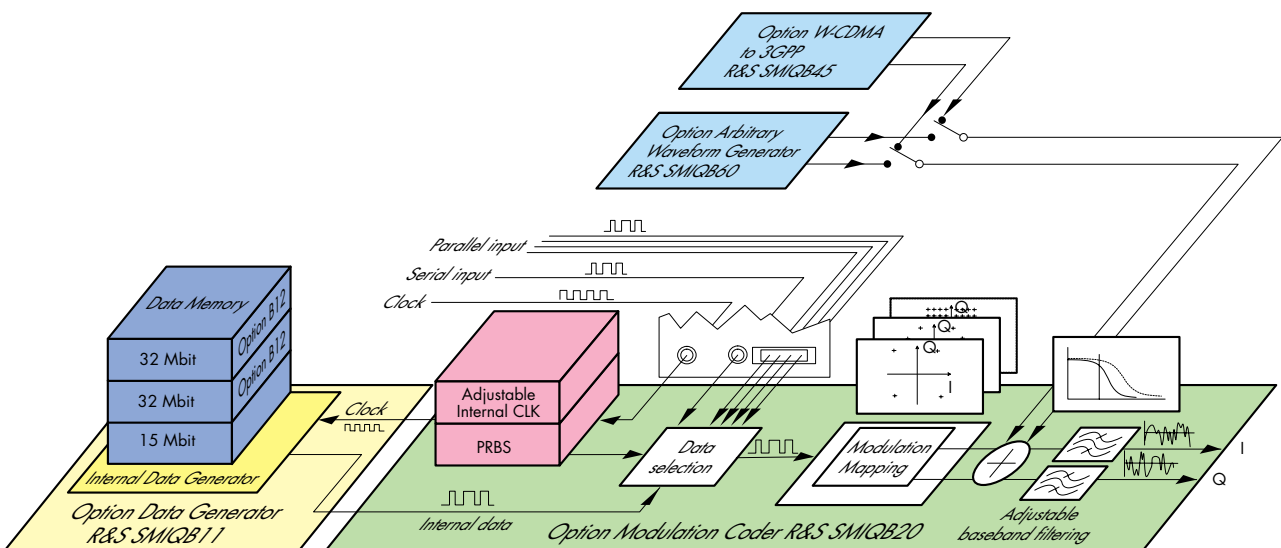 Option W-CDMA
to 3GPP
R&S SMIQB45
Option Arbitrary
Waveform Generator
R&S SMIQB60
Parallel input
Serial input
Clock
Data Memory
Option B12
Option B12
32 Mbit
32 Mbit
15 Mbit
Internal Data Generator
Option Data Generator
R&S SMIQB11
Clock
Adjustable
Internal CLK
PRBS
Internal data
Data
selection
Q
Q
Q
I
Modulation
Mapping
I
Q
Adjustable
baseband filtering
Option Modulation Coder R&S SMIQB20